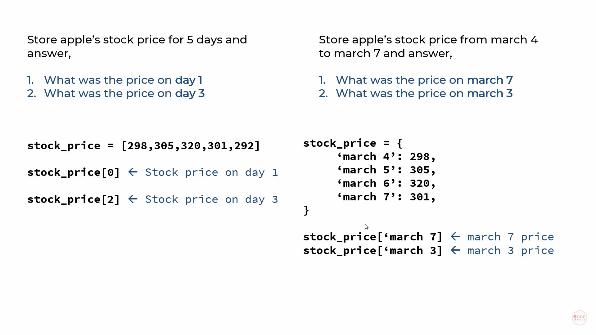 Store apple's stock price for 5 days and
answer,
1. What was the price on day 1
2. What was the price on day 3
stock_price = [298,305,320,301,292]
stock_price[0] ← Stock price on day 1
stock_price[2] ← Stock price on day 3
Store apple's stock price from march 4
to march 7 and answer,
1. What was the price on march 7
2. What was the price on march 3
stock_price = {
‘march 4’: 298,
‘march 5’: 305,
‘march 6’: 320,
‘march 7’: 301,
}
stock_price[‘march 7] ← march 7 price
stock_price[‘march 3] ← march 3 price